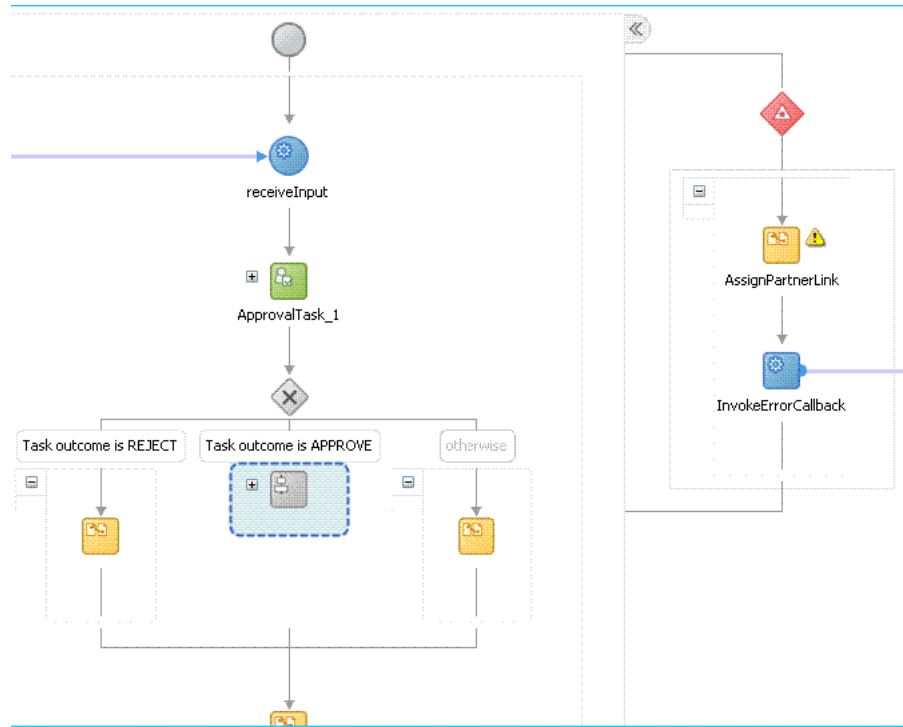 receiveInput
ApprovalTask_1
Task outcome is REJECT
Task outcome is APPROVE
otherwise
AssignPartnerLink
InvokeErrorCallback